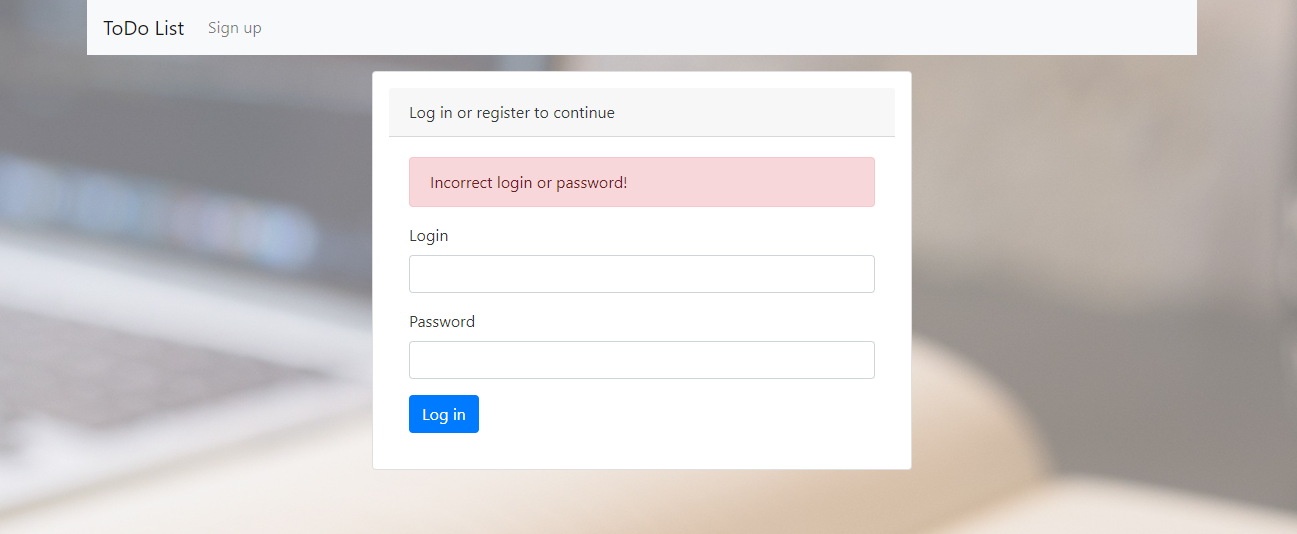 ToDo List Sign up
Log in or register to continue
Incorrect login or password!
Login
Password
Log in